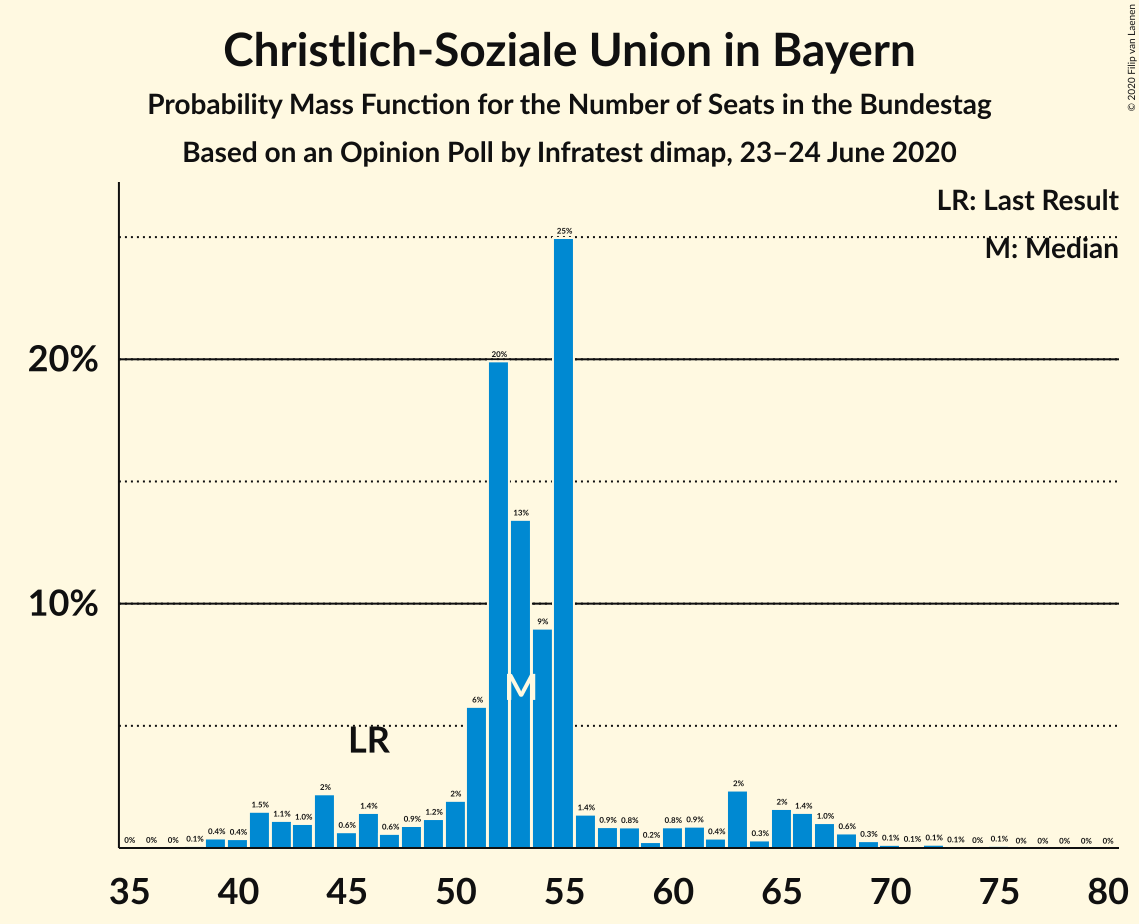 Christlich-Soziale Union in Bayern
Probability Mass Function for the Number of Seats in the Bundestag
Based on an Opinion Poll by Infratest dimap, 23–24 June 2020
© 2020 Filip van Laenen
LR: Last Result
M: Median
20%
10%
25%
20%
13%
9%
6%
M
LR
0% 0% 0% 0.1% 0.4% 0.4% 1.5% 1.1% 1.0% 2% 0.6% 1.4% 0.6% 0.9% 1.2% 2% 1.4% 0.9% 0.8% 0.2% 0.8% 0.9% 0.4% 2% 0.3% 2% 1.4% 1.0% 0.6% 0.3% 0.1% 0.1% 0.1% 0.1% 0% 0.1% 0% 0% 0% 0% 0%
35 40 45 50 55 60 65 70 75 80